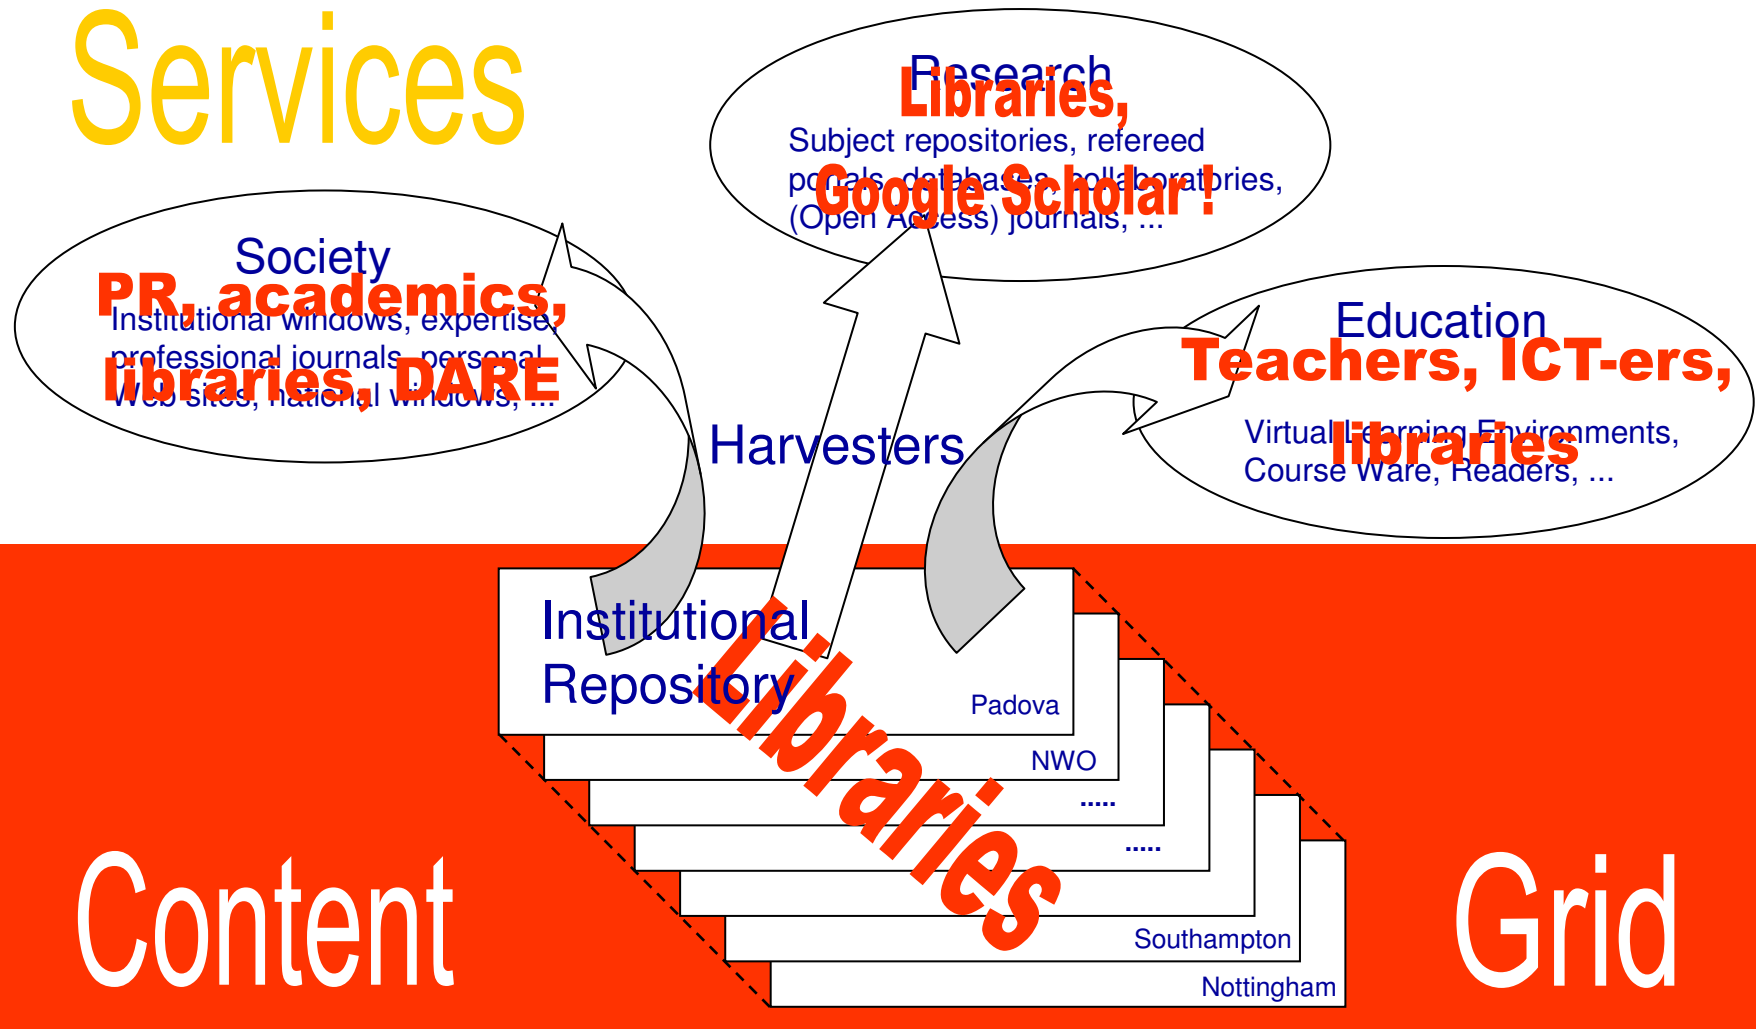 Services
Research
Libraries,
Subject repositories, refereed
Google Scholar !
portals, databases, collaboratories,
(Open Access) journals, ...
Society
PR, academics,
Institutional windows, expertise,
professional journals, personal
libraries, DARE
Web sites, national windows, ...
Education
Teachers, ICT-ers,
Virtual Learning Environments,
libraries
Course Ware, Readers, ...
Harvesters
Institutional
Repository
Libraries
Padova
NWO
.....
.....
Southampton
Nottingham
Content
Grid